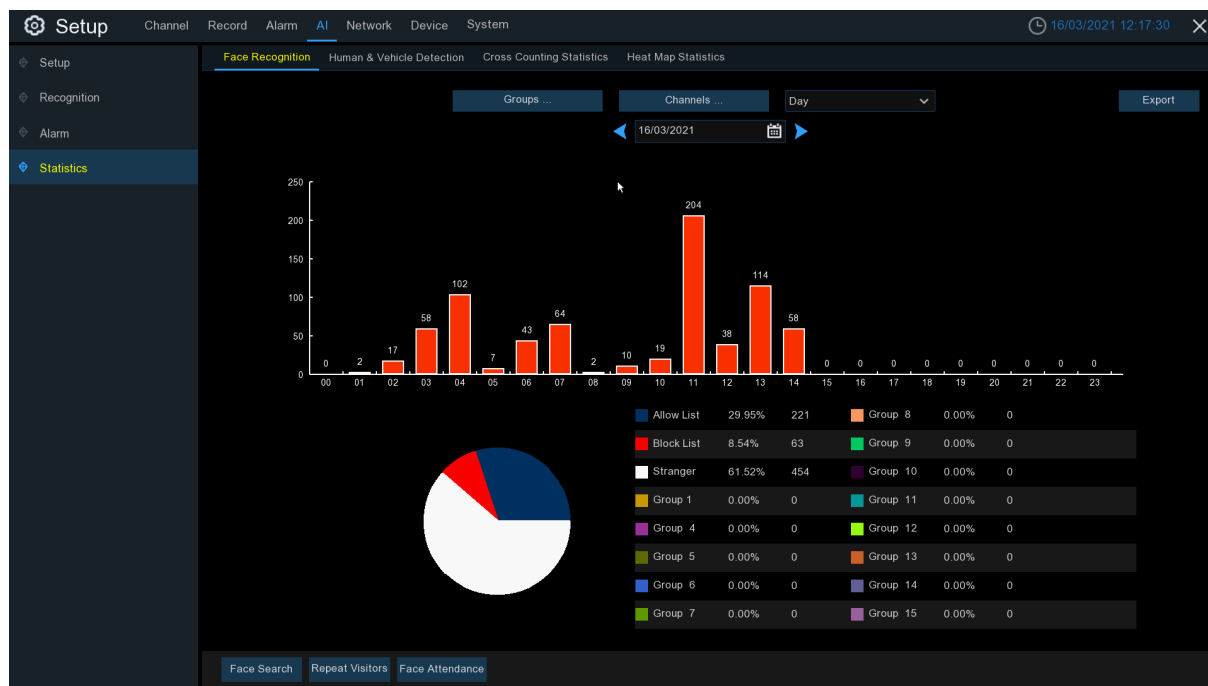 Setup Channel Record Alarm AI Network Device System 16/03/2021 12:17:30
Setup
Recognition
Alarm
Statistics
Face Recognition Human & Vehicle Detection Cross Counting Statistics Heat Map Statistics
Groups ... Channels ... Day Export
16/03/2021
250
200
150
100
50
0
0 2 17 58 102 7 43 64 2 10 19 204 38 114 58 0 0 0 0 0 0 0 0 0
00 01 02 03 04 05 06 07 08 09 10 11 12 13 14 15 16 17 18 19 20 21 22 23
Allow List 29.95% 221 Group 8 0.00% 0
Block List 8.54% 63 Group 9 0.00% 0
Stranger 61.52% 454 Group 10 0.00% 0
Group 1 0.00% 0 Group 11 0.00% 0
Group 4 0.00% 0 Group 12 0.00% 0
Group 5 0.00% 0 Group 13 0.00% 0
Group 6 0.00% 0 Group 14 0.00% 0
Group 7 0.00% 0 Group 15 0.00% 0
Face Search Repeat Visitors Face Attendance